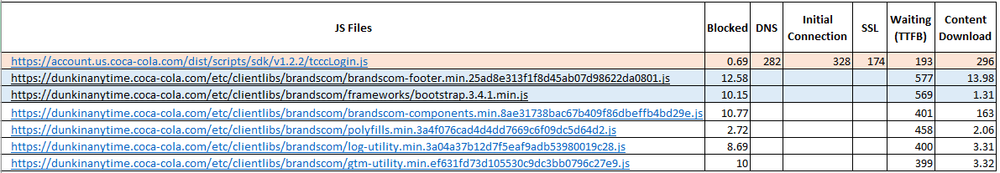 JS Files Blocked DNS Initial Connection SSL Waiting (TTFB) Content Download
https://account.us.coca-cola.com/dist/scripts/sdk/v1.2.2/tcccLogin.js 0.69 282 328 174 193 296
https://dunkinanytime.coca-cola.com/etc/clientlibs/brandscom/brandscom-footer.min.25ad8e313f1f8d45ab07d98622da0801.js 12.58 577 13.98
https://dunkinanytime.coca-cola.com/etc/clientlibs/brandscom/frameworks/bootstrap.3.4.1.min.js 10.15 569 1.31
https://dunkinanytime.coca-cola.com/etc/clientlibs/brandscom/brandscom-components.min.8ae31738bac67b409f86dbeffb4bd29e.js 10.77 401 163
https://dunkinanytime.coca-cola.com/etc/clientlibs/brandscom/polyfills.min.3a4f076cad4d4dd7669c6f09dc5d64d2.js 2.72 458 2.06
https://dunkinanytime.coca-cola.com/etc/clientlibs/brandscom/log-utility.min.3a04a37b12d7f5eaf9adb53980019c28.js 8.69 400 3.31
https://dunkinanytime.coca-cola.com/etc/clientlibs/brandscom/gtm-utility.min.ef631fd73d105530c9dc3bb0796c27e9.js 10 399 3.32